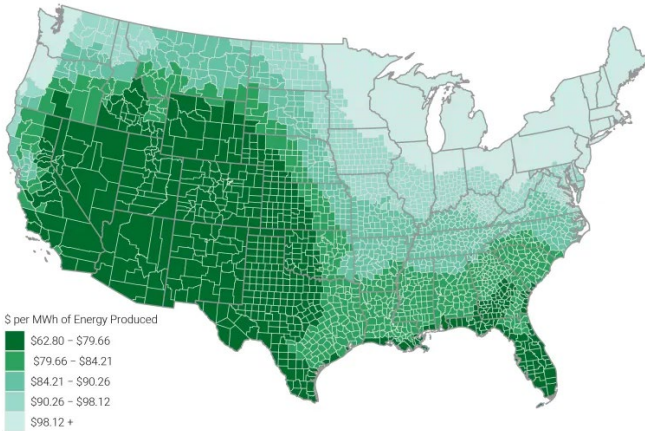 $ per MWh of Energy Produced
$62.80 – $79.66
$79.66 – $84.21
$84.21 – $90.26
$90.26 – $98.12
$98.12 +